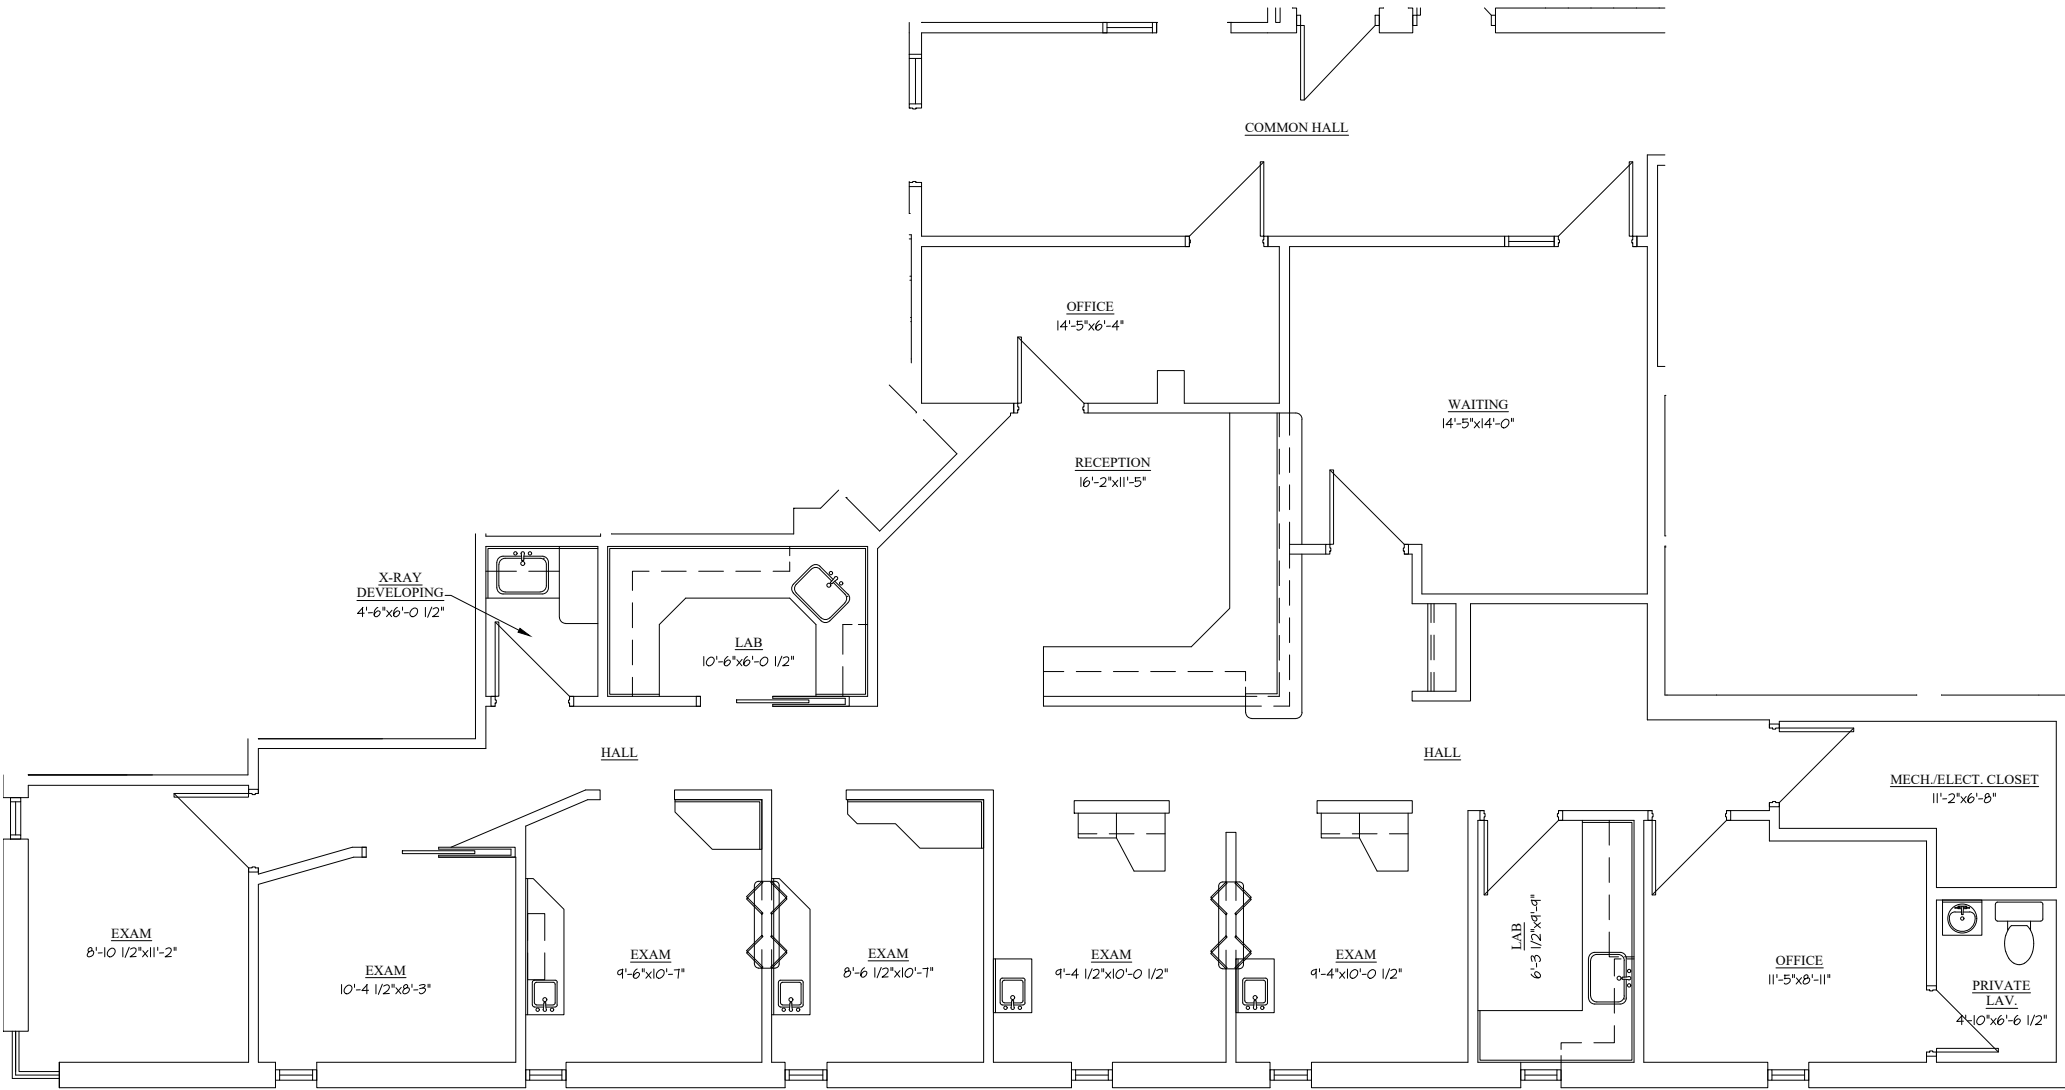 COMMON HALL
OFFICE
14'-5"x6'-4"
WAITING
14'-5"x14'-0"
RECEPTION
16'-2"x11'-5"
X-RAY
DEVELOPING
4'-6"x6'-0 1/2"
LAB
10'-6"x6'-0 1/2"
HALL
HALL
MECH./ELECT. CLOSET
11'-2"x6'-8"
EXAM
8'-10 1/2"x11'-2"
EXAM
10'-4 1/2"x8'-3"
EXAM
9'-6"x10'-7"
EXAM
8'-6 1/2"x10'-7"
EXAM
9'-4 1/2"x10'-0 1/2"
EXAM
9'-4"x10'-0 1/2"
LAB
6'-3 1/2"x9'-9"
OFFICE
11'-5"x8'-11"
PRIVATE
LAV.
4'-10"x6'-6 1/2"